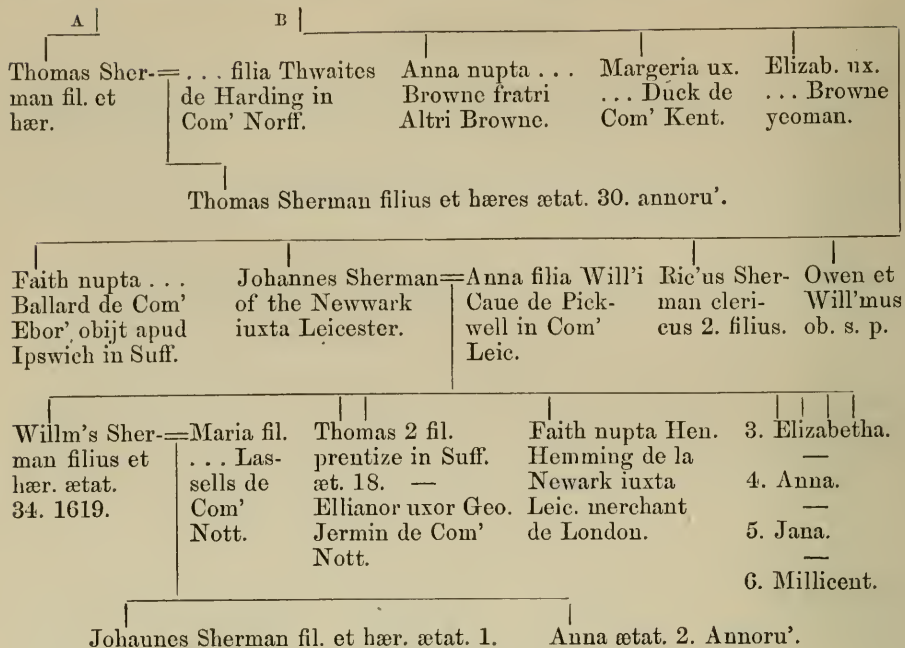 A B
Thomas Sher-
man fil. et
hær.
. . . filia Thwaites
de Harding in
Com' Norff.
Anna nupta . . .
Browne fratri
Altri Browne.
Margeria ux.
. . . Duck de
Com' Kent.
Elizab. ux.
. . . Browne
yeoman.
Thomas Sherman filius et hæres ætat. 30. annoru'.
Faith nupta . . .
Ballard de Com'
Ebor' obijt apud
Ipswich in Suff.
Johannes Sherman
of the Newwark
iuxta Leicester.
Anna filia Will'i
Caue de Pick-
well in Com'
Leic.
Ric'us Sher-
man cleri-
cus 2. filius.
Owen et
Will'mus
ob. s. p.
Willm's Sher-
man filius et
hær. ætat.
34. 1619.
Maria fil.
. . . Las-
sells de
Com'
Nott.
Thomas 2 fil.
prentize in Suff.
æt. 18. —
Ellianor uxor Geo.
Jermin de Com'
Nott.
Faith nupta Hen.
Hemming de la
Newark iuxta
Leic. merchant
de London.
3. Elizabetha.
—
4. Anna.
—
5. Jana.
—
6. Millicent.
Johannes Sherman fil. et hær. ætat. 1.
Anna ætat. 2. Annoru'.